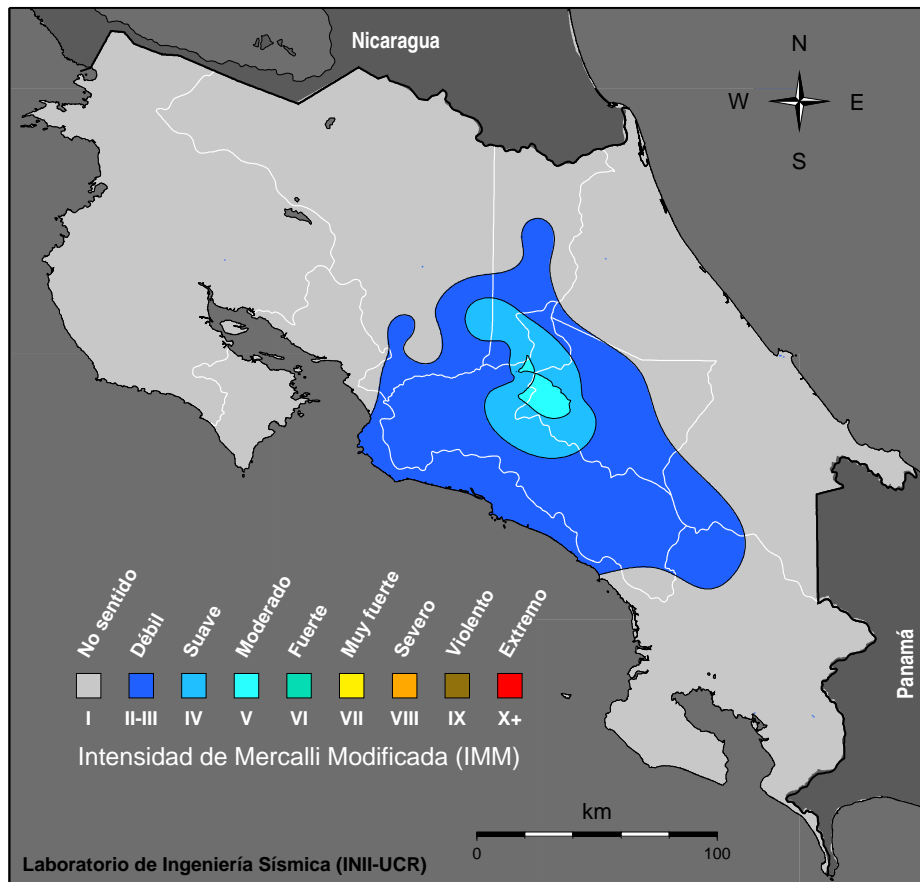 Nicaragua
N
W E
S
No sentido Débil Suave Moderado Fuerte Muy fuerte Severo Violento Extremo
I II-III IV V VI VII VIII IX X+
Intensidad de Mercalli Modificada (IMM)
Panamá
km
0 100
Laboratorio de Ingeniería Sísmica (INII-UCR)